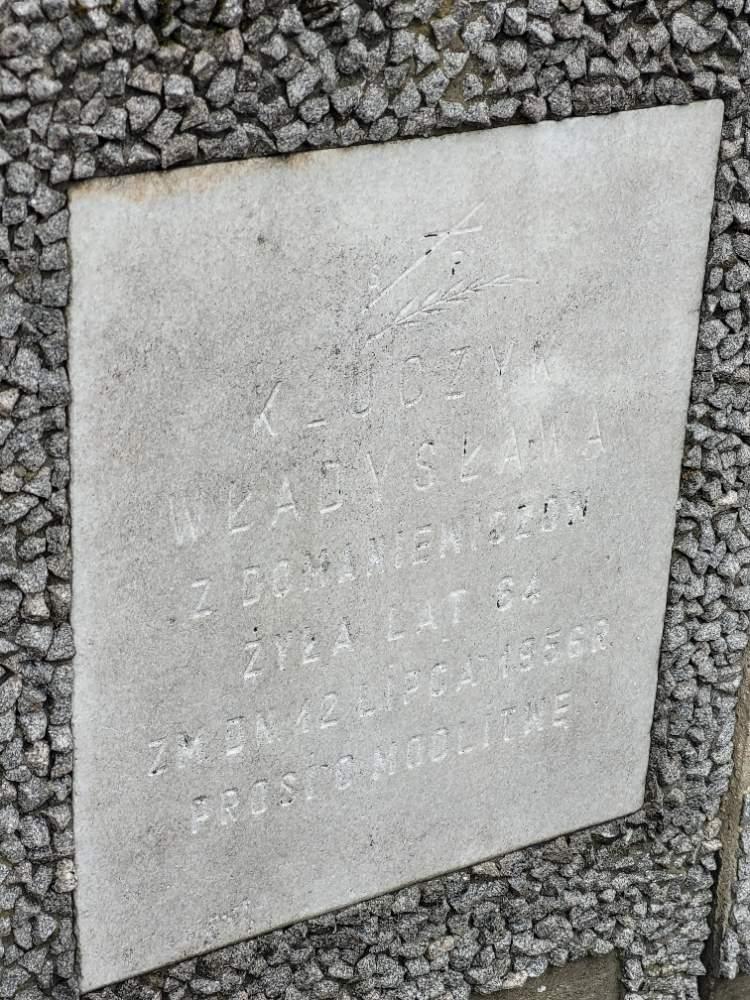 Ś P
KLUCZYK
WŁADYSŁAWA
Z DOMANIEWICZÓW
ŻYŁA LAT 64
ZM. DN. 12 LIPCA 1956 R.
PROSI O MODLITWĘ